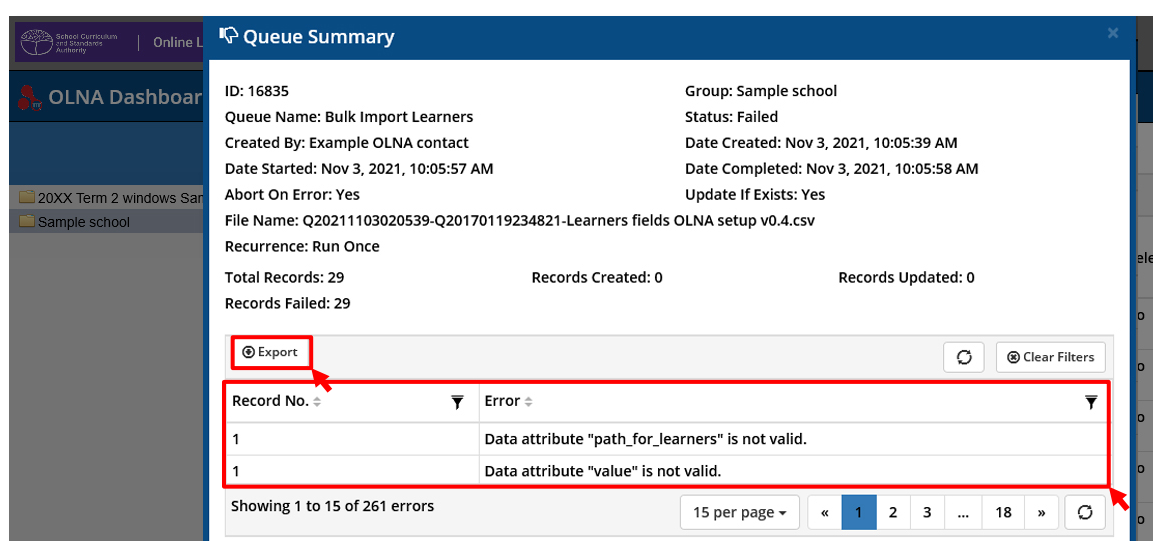 School Curriculum
and Standards
Authority
Online L
Queue Summary
×
OLNA Dashboar
20XX Term 2 windows Sar
Sample school
ID: 16835
Group: Sample school
Queue Name: Bulk Import Learners
Status: Failed
Created By: Example OLNA contact
Date Created: Nov 3, 2021, 10:05:39 AM
Date Started: Nov 3, 2021, 10:05:57 AM
Date Completed: Nov 3, 2021, 10:05:58 AM
Abort On Error: Yes
Update If Exists: Yes
File Name: Q20211103020539-Q20170119234821-Learners fields OLNA setup v0.4.csv
Recurrence: Run Once
Total Records: 29
Records Created: 0
Records Updated: 0
Records Failed: 29
Export
Clear Filters
Record No.
Error
1
Data attribute "path_for_learners" is not valid.
1
Data attribute "value" is not valid.
Showing 1 to 15 of 261 errors
15 per page
« 1 2 3 ... 18 »
ele
o
o
o
o
o